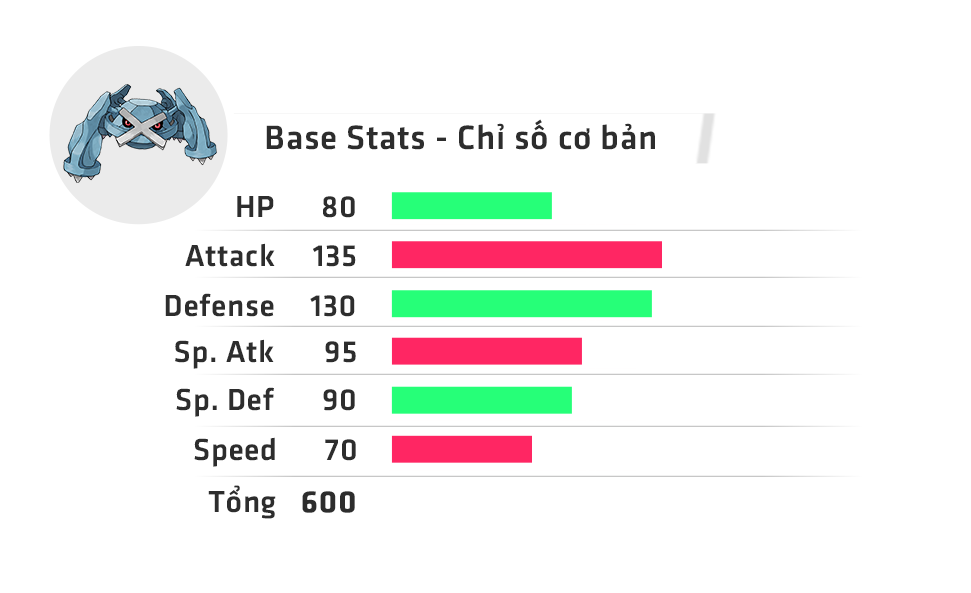 Base Stats - Chỉ số cơ bản
HP 80
Attack 135
Defense 130
Sp. Atk 95
Sp. Def 90
Speed 70
Tổng 600